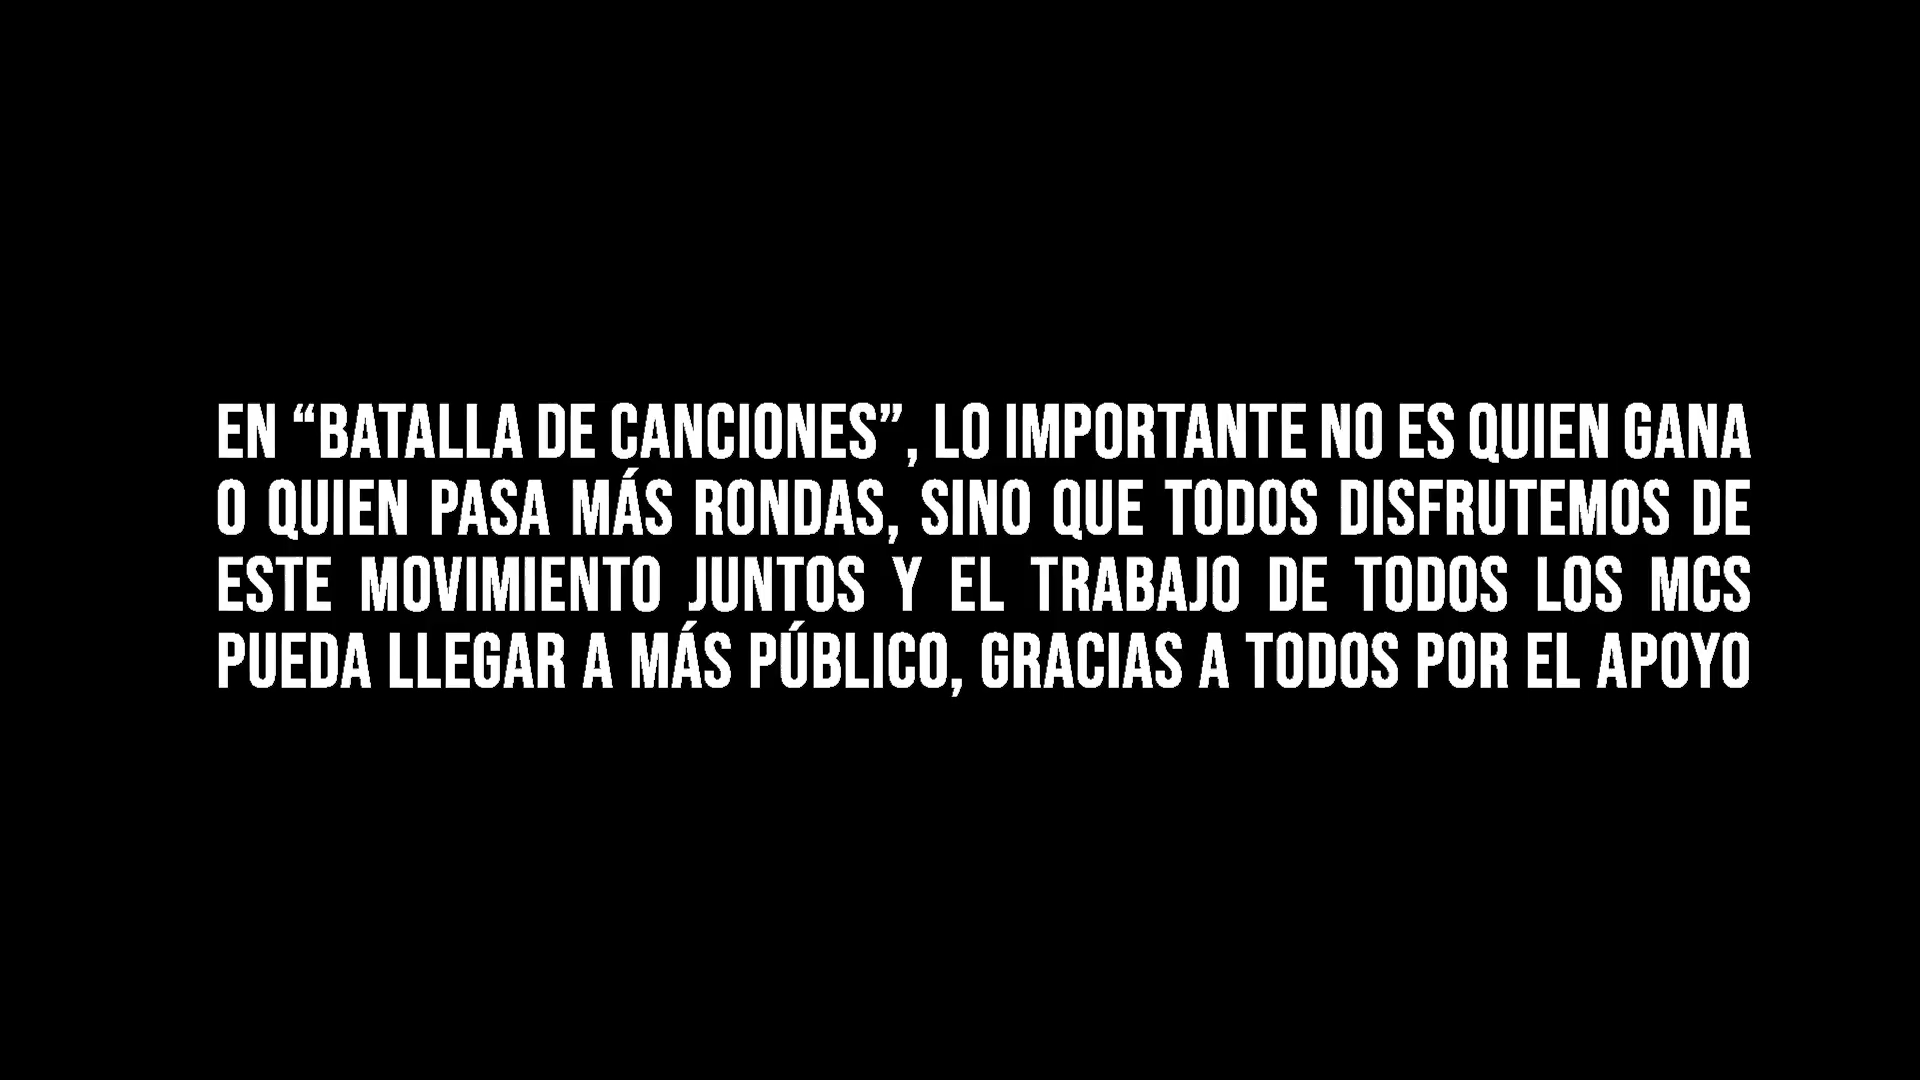 EN “BATALLA DE CANCIONES”, LO IMPORTANTE NO ES QUIEN GANA
O QUIEN PASA MÁS RONDAS, SINO QUE TODOS DISFRUTEMOS DE
ESTE MOVIMIENTO JUNTOS Y EL TRABAJO DE TODOS LOS MCS
PUEDA LLEGAR A MÁS PÚBLICO, GRACIAS A TODOS POR EL APOYO